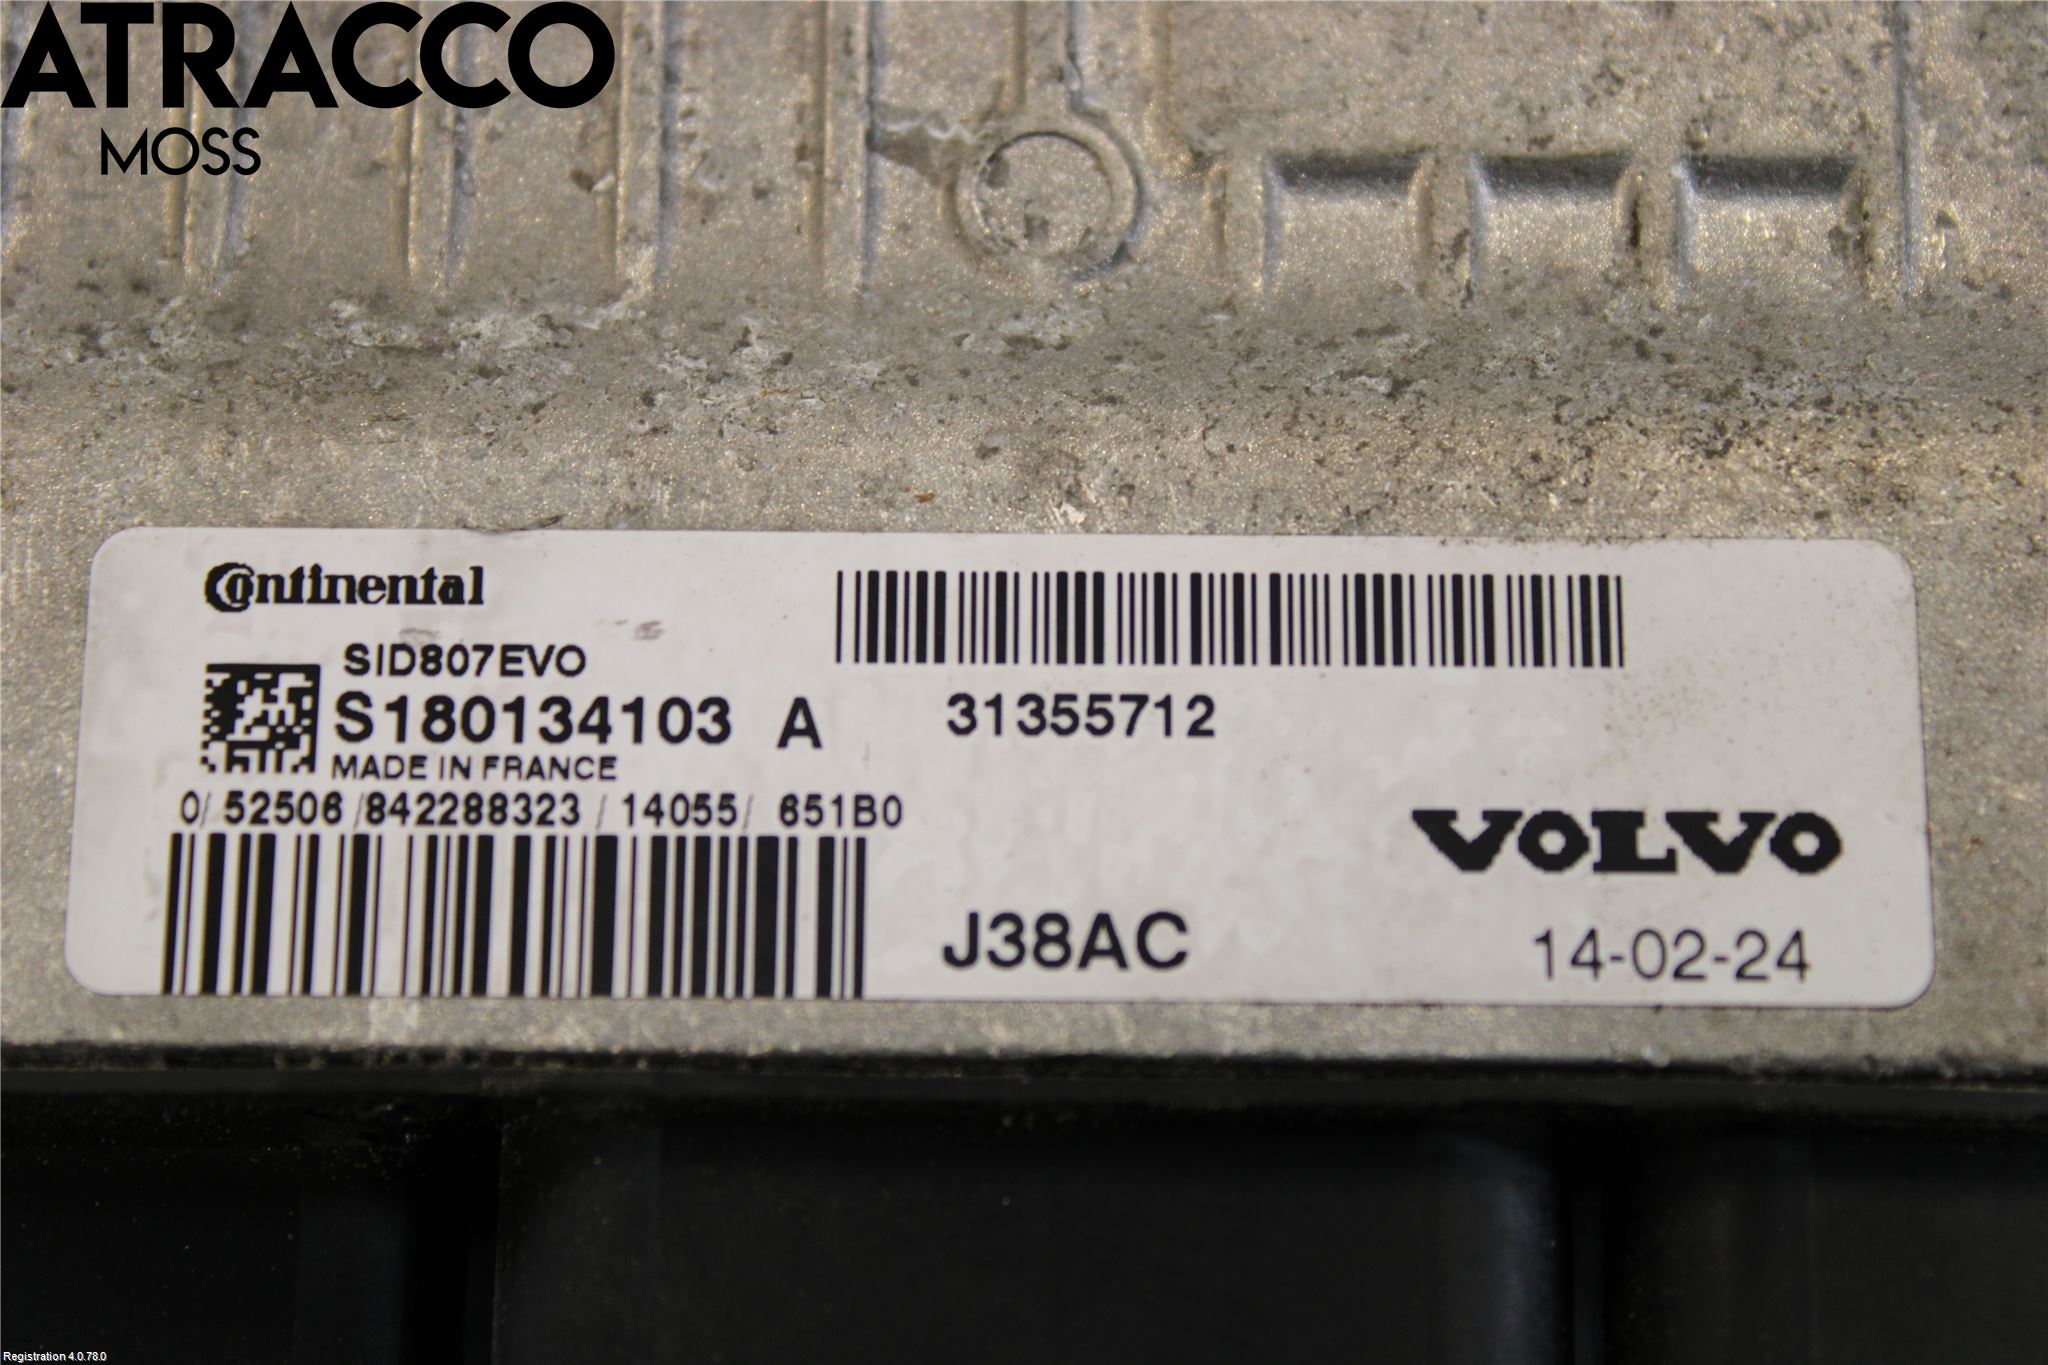 ATRACCO
MOSS
Continental
SID807EVO
S180134103 A
31355712
MADE IN FRANCE
0/ 52506 /842288323 / 14055/ 651B0
VOLVO
J38AC
14-02-24
Registration 4.0.78.0